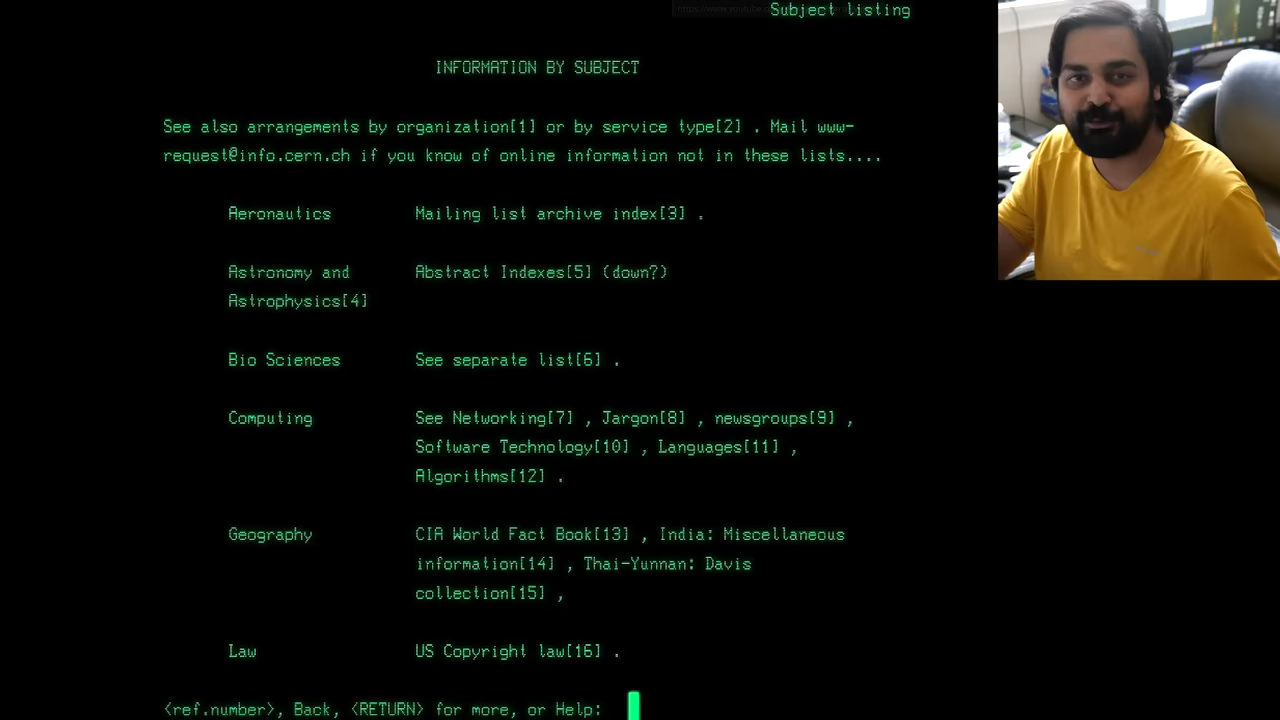 Subject listing
INFORMATION BY SUBJECT
See also arrangements by organization[1] or by service type[2] . Mail www-
request@info.cern.ch if you know of online information not in these lists....
Aeronautics Mailing list archive index[3] .
Astronomy and Abstract Indexes[5] (down?)
Astrophysics[4]
Bio Sciences See separate list[6] .
Computing See Networking[7] , Jargon[8] , newsgroups[9] ,
Software Technology[10] , Languages[11] ,
Algorithms[12] .
Geography CIA World Fact Book[13] , India: Miscellaneous
information[14] , Thai-Yunnan: Davis
collection[15] ,
Law US Copyright law[16] .
<ref.number>, Back, <RETURN> for more, or Help: